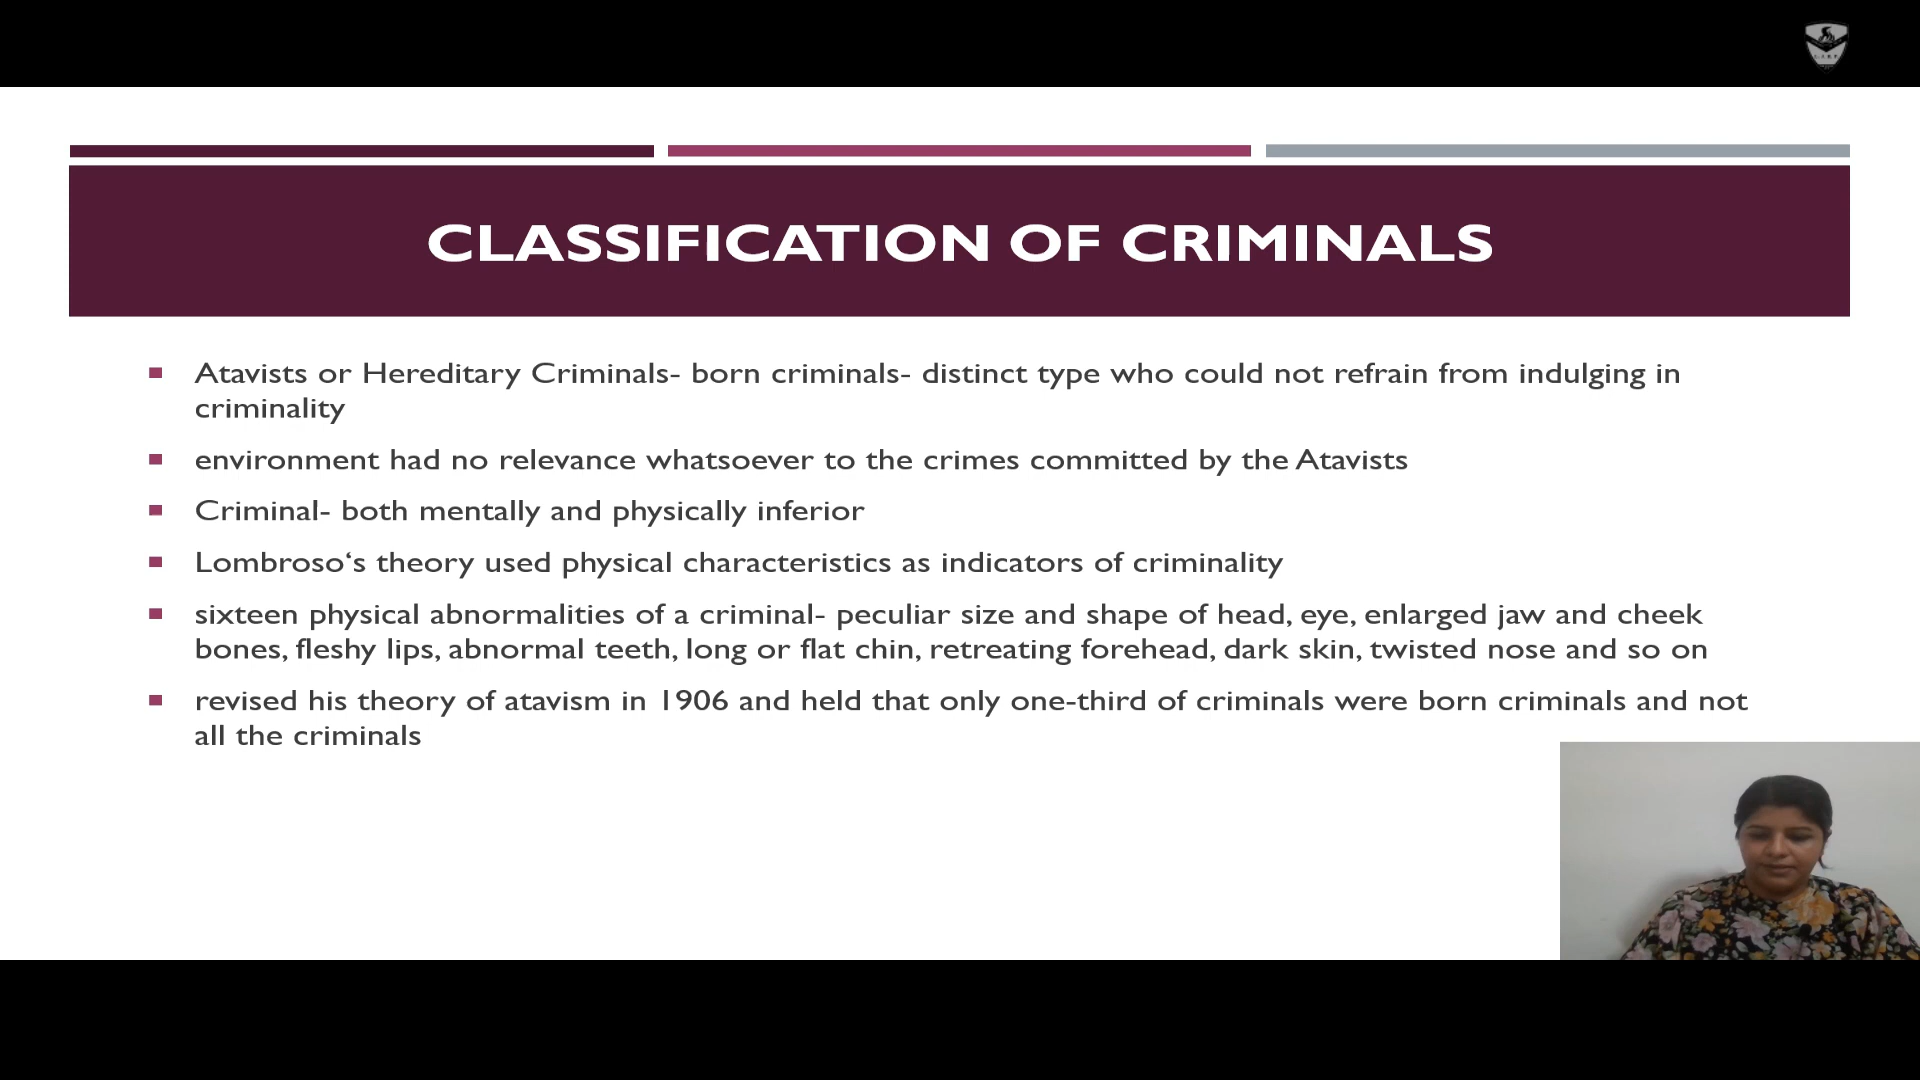 CLASSIFICATION OF CRIMINALS
Atavists or Hereditary Criminals- born criminals- distinct type who could not refrain from indulging in
criminality
environment had no relevance whatsoever to the crimes committed by the Atavists
Criminal- both mentally and physically inferior
Lombroso‘s theory used physical characteristics as indicators of criminality
sixteen physical abnormalities of a criminal- peculiar size and shape of head, eye, enlarged jaw and cheek
bones, fleshy lips, abnormal teeth, long or flat chin, retreating forehead, dark skin, twisted nose and so on
revised his theory of atavism in 1906 and held that only one-third of criminals were born criminals and not
all the criminals